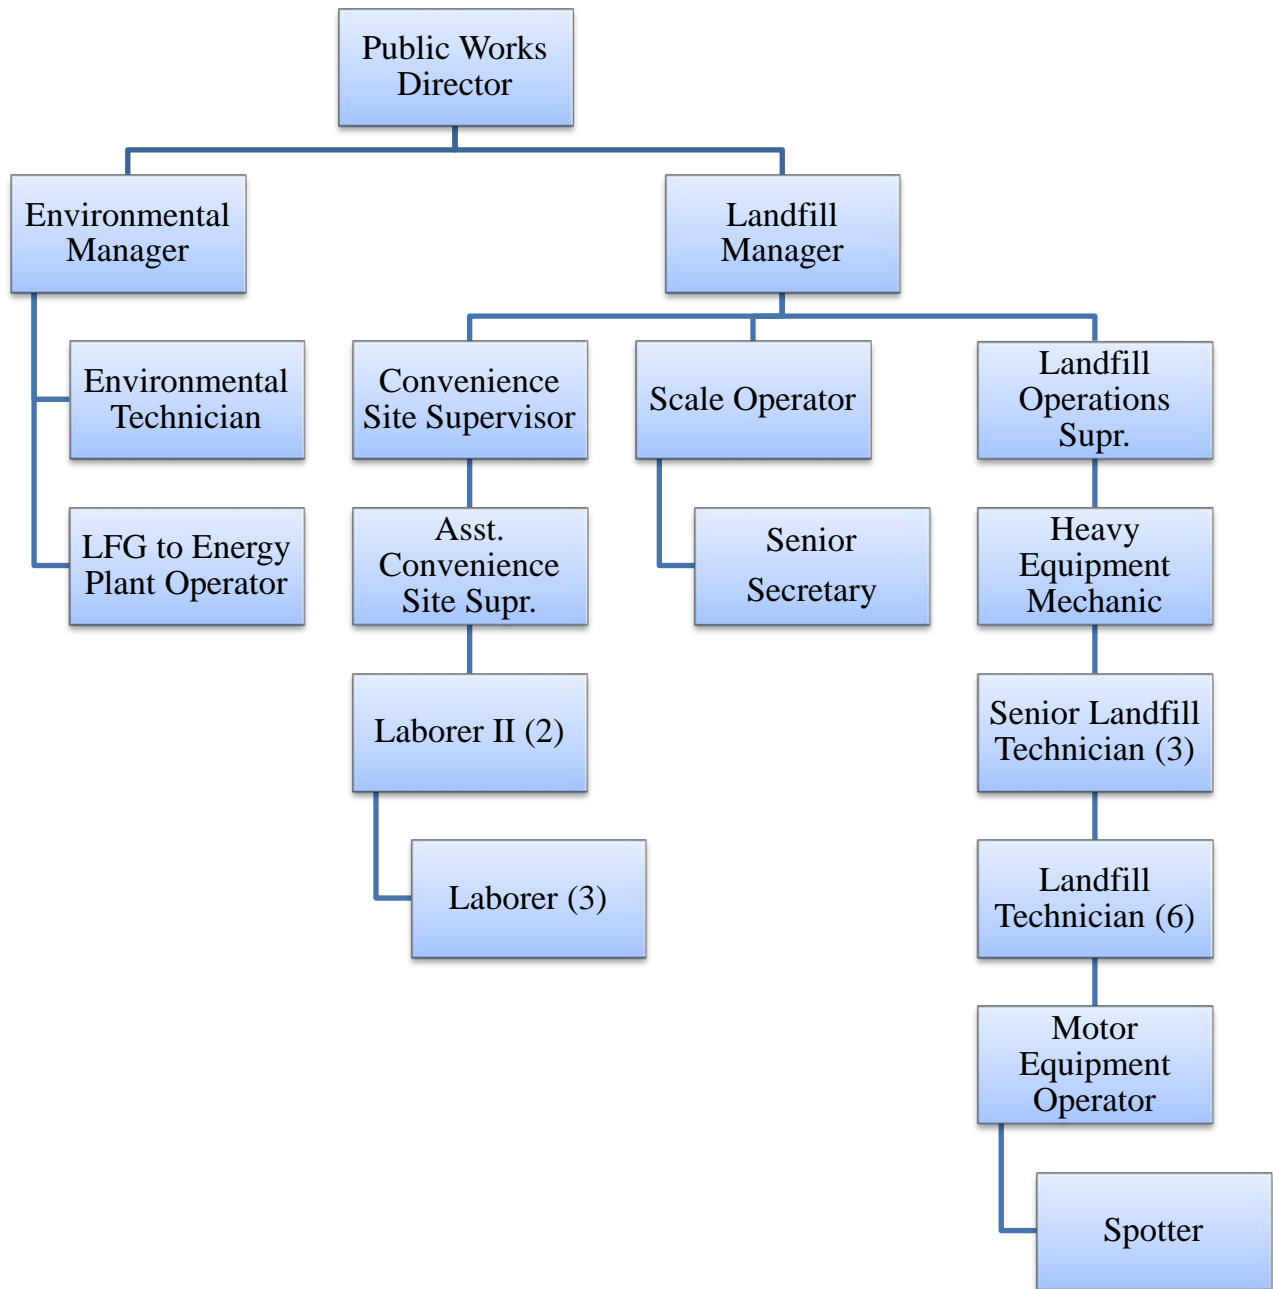 Public Works
Director
Environmental
Manager
Landfill
Manager
Environmental
Technician
LFG to Energy
Plant Operator
Convenience
Site Supervisor
Asst.
Convenience
Site Supr.
Laborer II (2)
Laborer (3)
Scale Operator
Senior
Secretary
Landfill
Operations
Supr.
Heavy
Equipment
Mechanic
Senior Landfill
Technician (3)
Landfill
Technician (6)
Motor
Equipment
Operator
Spotter